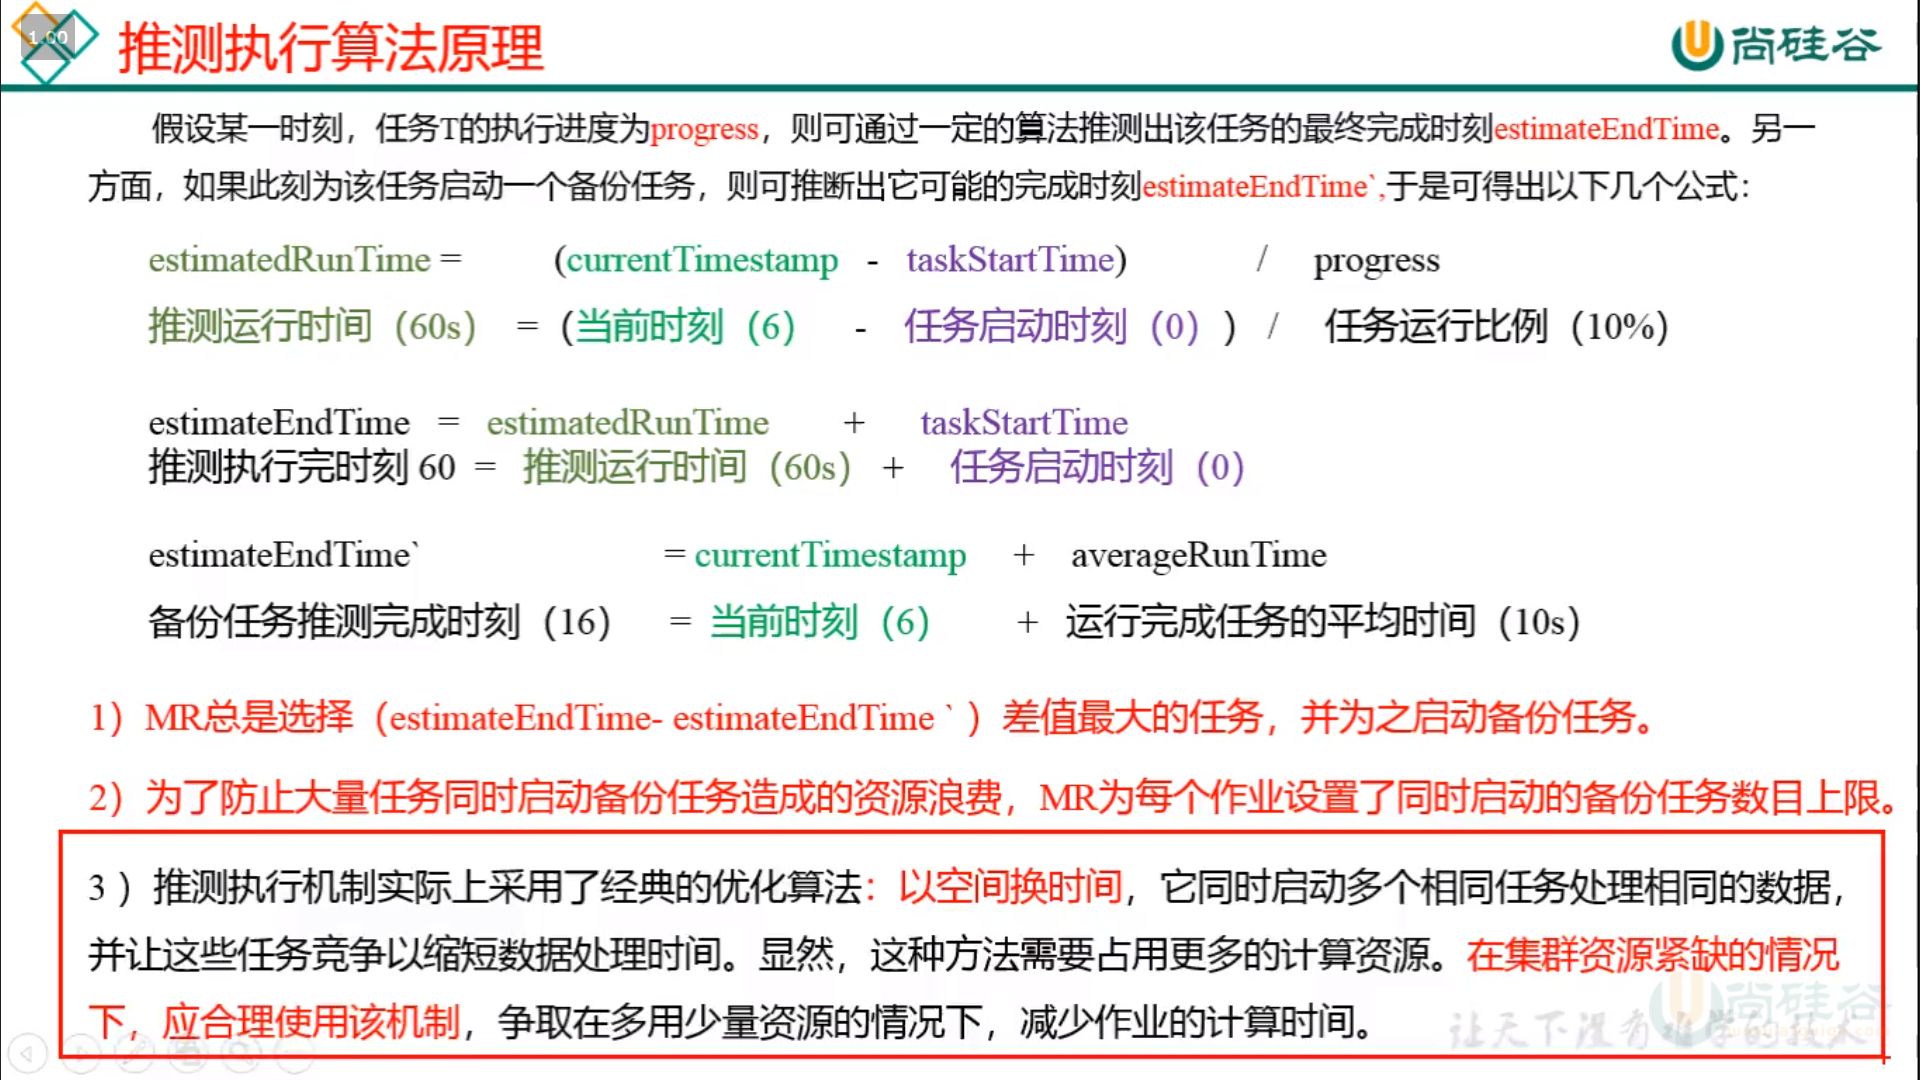 1.00
推测执行算法原理
尚硅谷
假设某一时刻，任务T的执行进度为progress，则可通过一定的算法推测出该任务的最终完成时刻estimateEndTime。另一
方面，如果此刻为该任务启动一个备份任务，则可推断出它可能的完成时刻estimateEndTime`,于是可得出以下几个公式：
estimatedRunTime = (currentTimestamp - taskStartTime) / progress
推测运行时间（60s） =（当前时刻（6） - 任务启动时刻（0）） / 任务运行比例（10%）
estimateEndTime = estimatedRunTime + taskStartTime
推测执行完时刻 60 = 推测运行时间（60s） + 任务启动时刻（0）
estimateEndTime` = currentTimestamp + averageRunTime
备份任务推测完成时刻（16） = 当前时刻（6） + 运行完成任务的平均时间（10s）
1）MR总是选择（estimateEndTime- estimateEndTime ` ）差值最大的任务，并为之启动备份任务。
2）为了防止大量任务同时启动备份任务造成的资源浪费，MR为每个作业设置了同时启动的备份任务数目上限。
3 ）推测执行机制实际上采用了经典的优化算法：以空间换时间，它同时启动多个相同任务处理相同的数据，
并让这些任务竞争以缩短数据处理时间。显然，这种方法需要占用更多的计算资源。在集群资源紧缺的情况
下，应合理使用该机制，争取在多用少量资源的情况下，减少作业的计算时间。
尚硅谷
让天下没有难学的技术